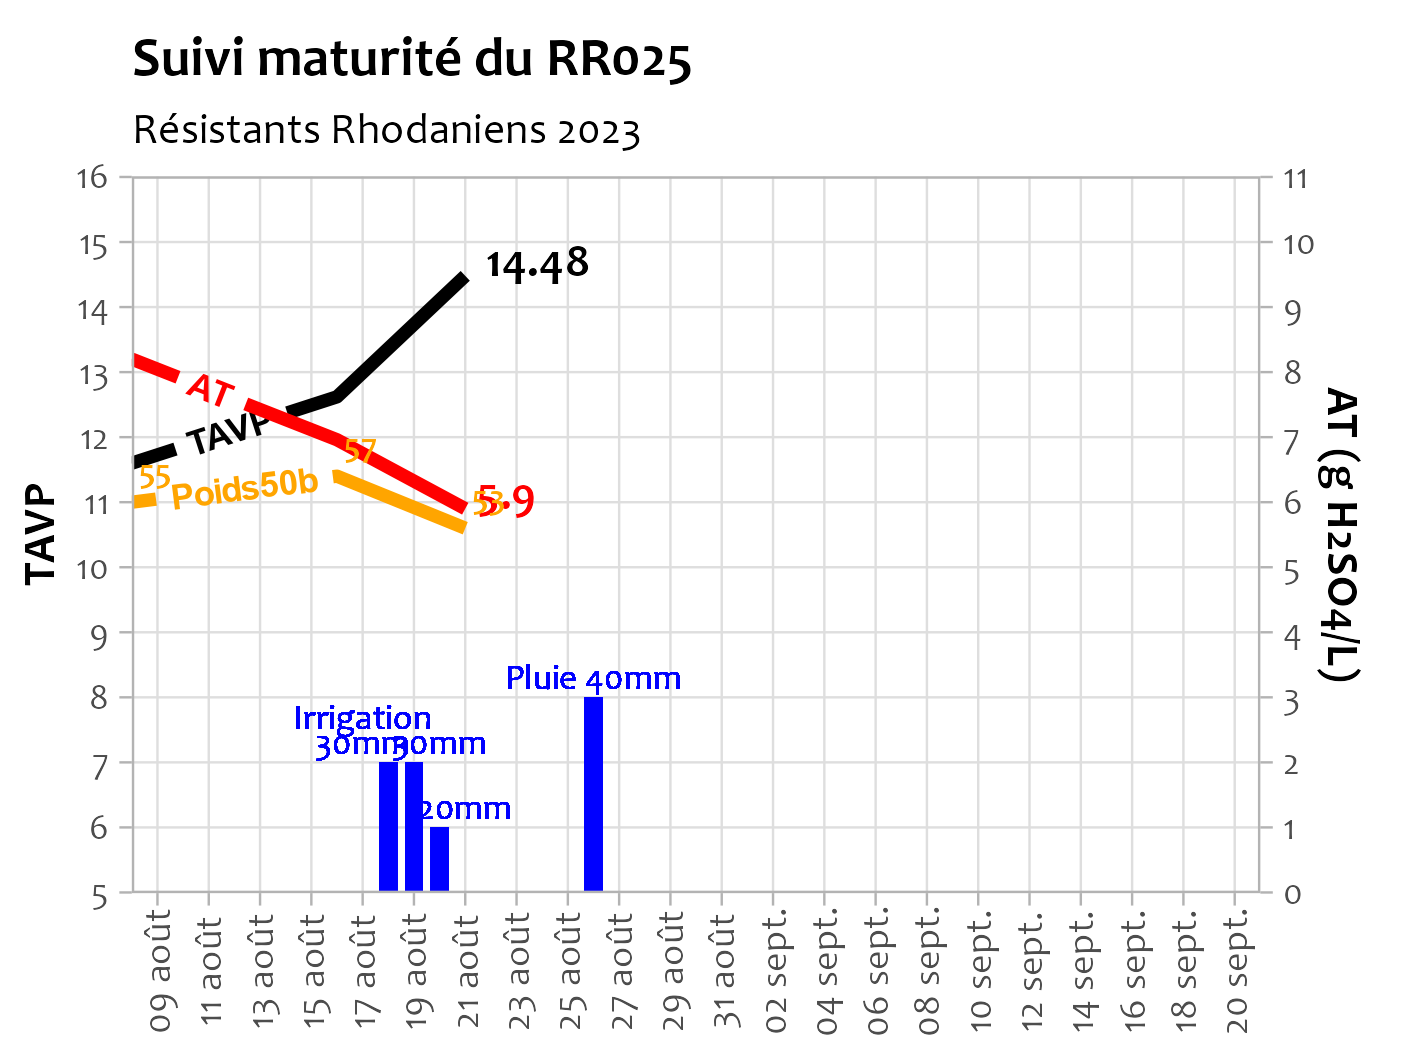 Suivi maturité du RR025
Résistants Rhodaniens 2023
16
15
14
13
12
11
10
9
8
7
6
5
TAVP
11
10
9
8
7
6
5
4
3
2
1
0
AT (g H2SO4/L)
14.48
AT
TAVP
55
Poids50b
57
53
5.9
Pluie 40mm
Irrigation
30mm
30mm
20mm
09 août
11 août
13 août
15 août
17 août
19 août
21 août
23 août
25 août
27 août
29 août
31 août
02 sept.
04 sept.
06 sept.
08 sept.
10 sept.
12 sept.
14 sept.
16 sept.
18 sept.
20 sept.